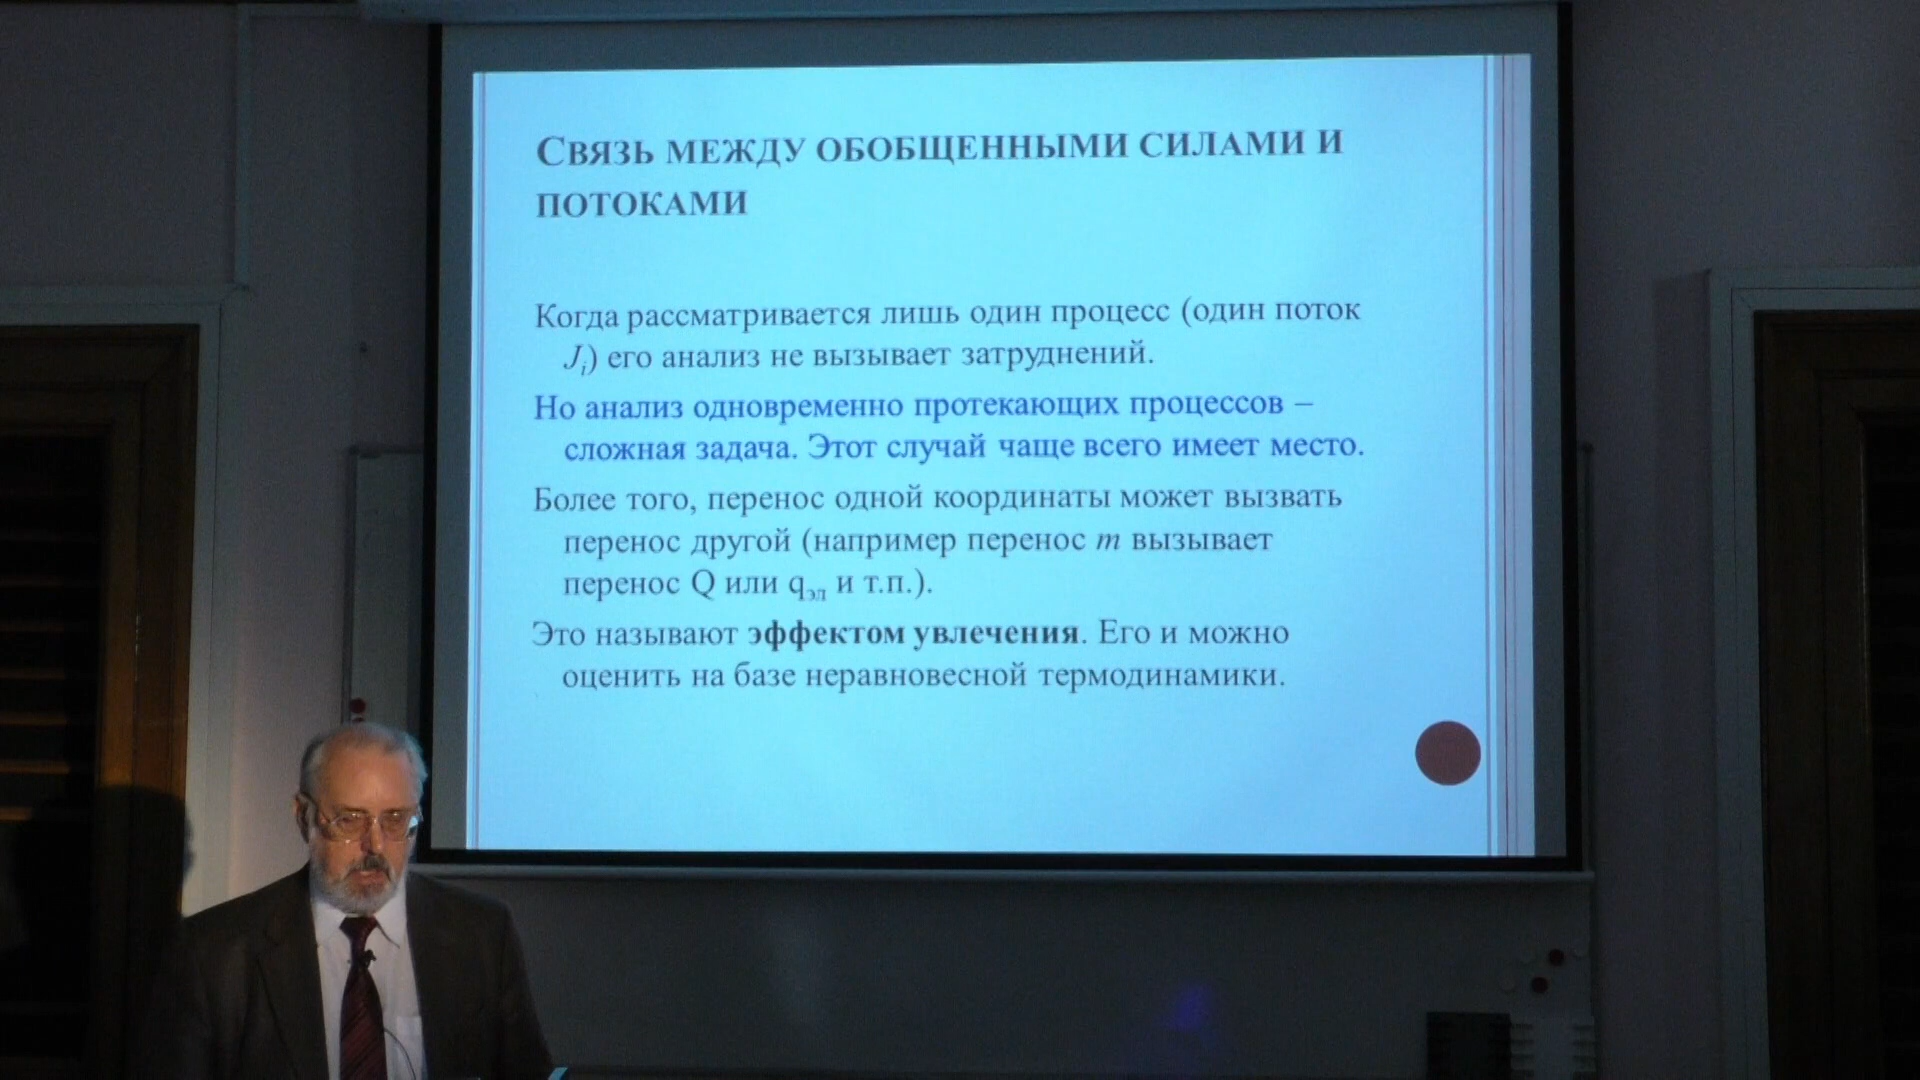 Связь между обобщенными силами и
потоками
Когда рассматривается лишь один процесс (один поток
Ji) его анализ не вызывает затруднений.
Но анализ одновременно протекающих процессов –
сложная задача. Этот случай чаще всего имеет место.
Более того, перенос одной координаты может вызвать
перенос другой (например перенос m вызывает
перенос Q или qэл и т.п.).
Это называют эффектом увлечения. Его и можно
оценить на базе неравновесной термодинамики.